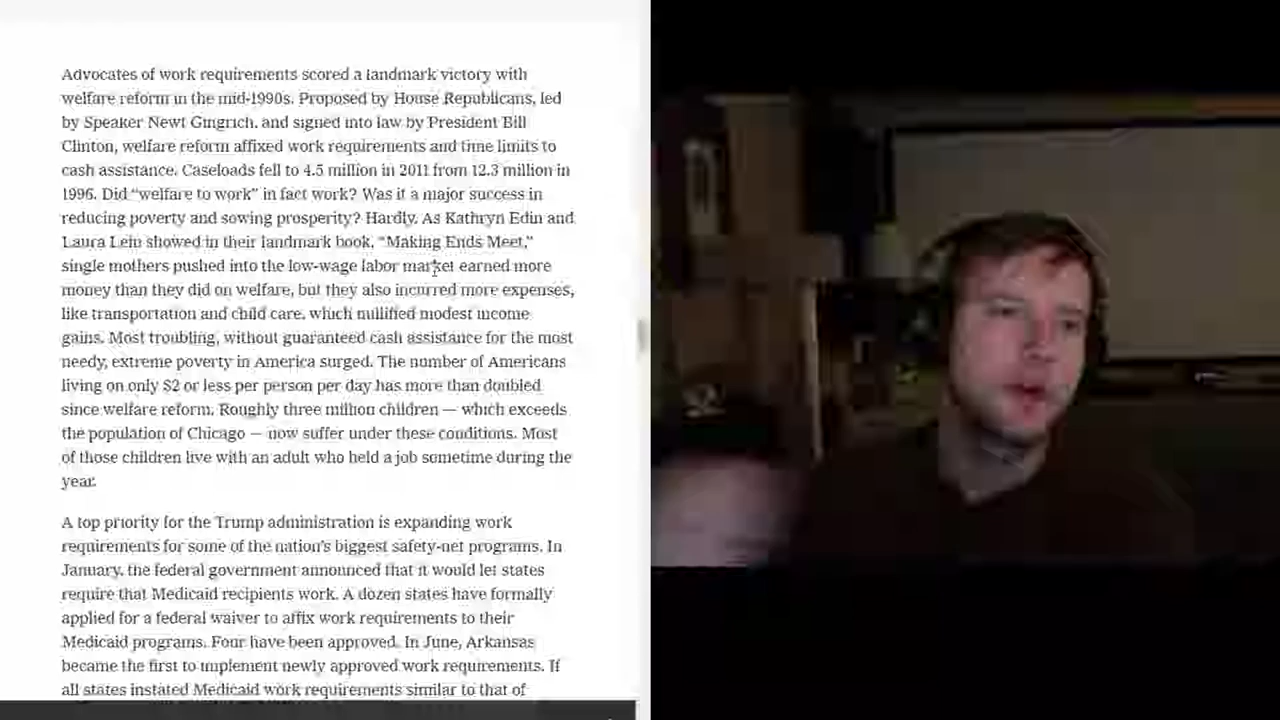 Advocates of work requirements scored a landmark victory with
welfare reform in the mid-1990s. Proposed by House Republicans, led
by Speaker Newt Gingrich, and signed into law by President Bill
Clinton, welfare reform affixed work requirements and time limits to
cash assistance. Caseloads fell to 4.5 million in 2011 from 12.3 million in
1996. Did “welfare to work” in fact work? Was it a major success in
reducing poverty and sowing prosperity? Hardly. As Kathryn Edin and
Laura Lein showed in their landmark book, “Making Ends Meet,”
single mothers pushed into the low-wage labor market earned more
money than they did on welfare, but they also incurred more expenses,
like transportation and child care, which nullified modest income
gains. Most troubling, without guaranteed cash assistance for the most
needy, extreme poverty in America surged. The number of Americans
living on only $2 or less per person per day has more than doubled
since welfare reform. Roughly three million children — which exceeds
the population of Chicago — now suffer under these conditions. Most
of those children live with an adult who held a job sometime during the
year.
A top priority for the Trump administration is expanding work
requirements for some of the nation's biggest safety-net programs. In
January, the federal government announced that it would let states
require that Medicaid recipients work. A dozen states have formally
applied for a federal waiver to affix work requirements to their
Medicaid programs. Four have been approved. In June, Arkansas
became the first to implement newly approved work requirements. If
all states instated Medicaid work requirements similar to that of